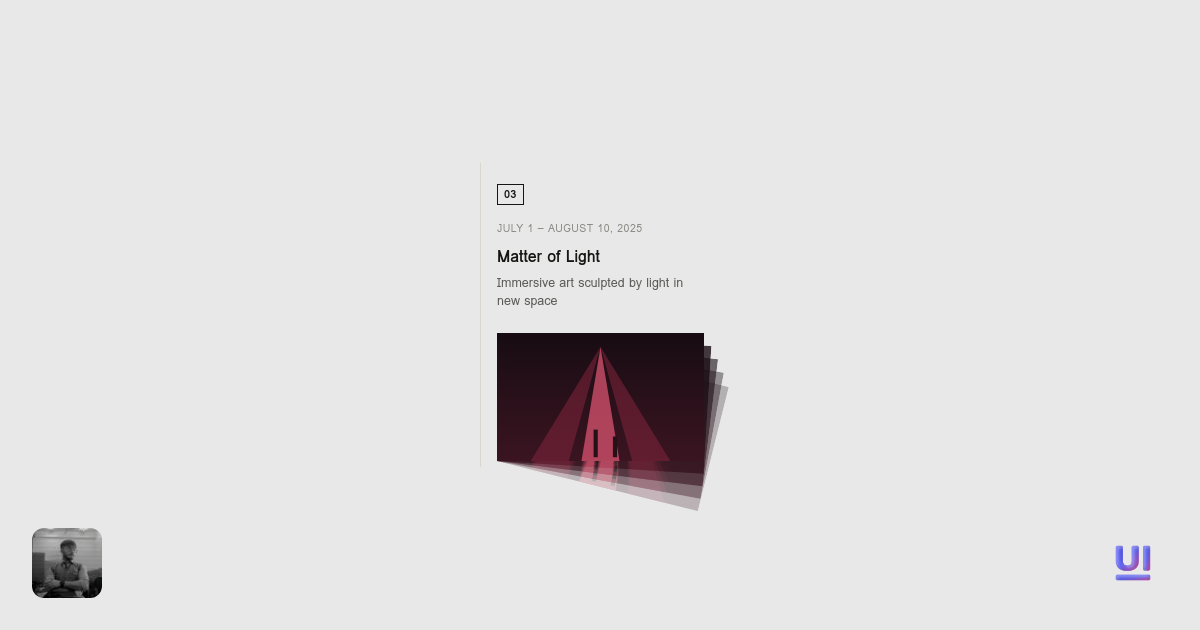 03
JULY 1 – AUGUST 10, 2025
Matter of Light
Immersive art sculpted by light in
new space
UI